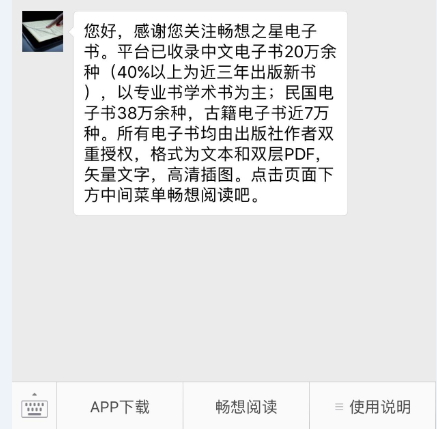 您好，感谢您关注畅想之星电子
书。平台已收录中文电子书20万余
种（40%以上为近三年出版新书
），以专业书学术书为主；民国电
子书38万余种，古籍电子书近7万
种。所有电子书均由出版社作者双
重授权，格式为文本和双层PDF，
矢量文字，高清插图。点击页面下
方中间菜单畅想阅读吧。
APP下载
畅想阅读
使用说明